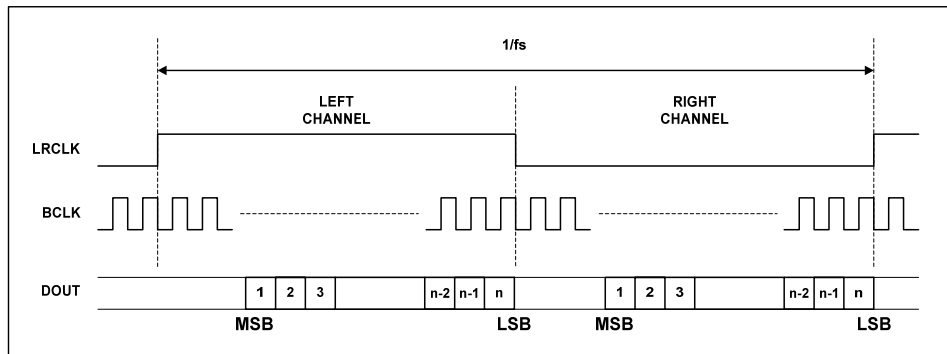 1/fs
LEFT
CHANNEL
RIGHT
CHANNEL
LRCLK
BCLK
DOUT
1 2 3 n-2 n-1 n 1 2 3 n-2 n-1 n
MSB LSB MSB LSB